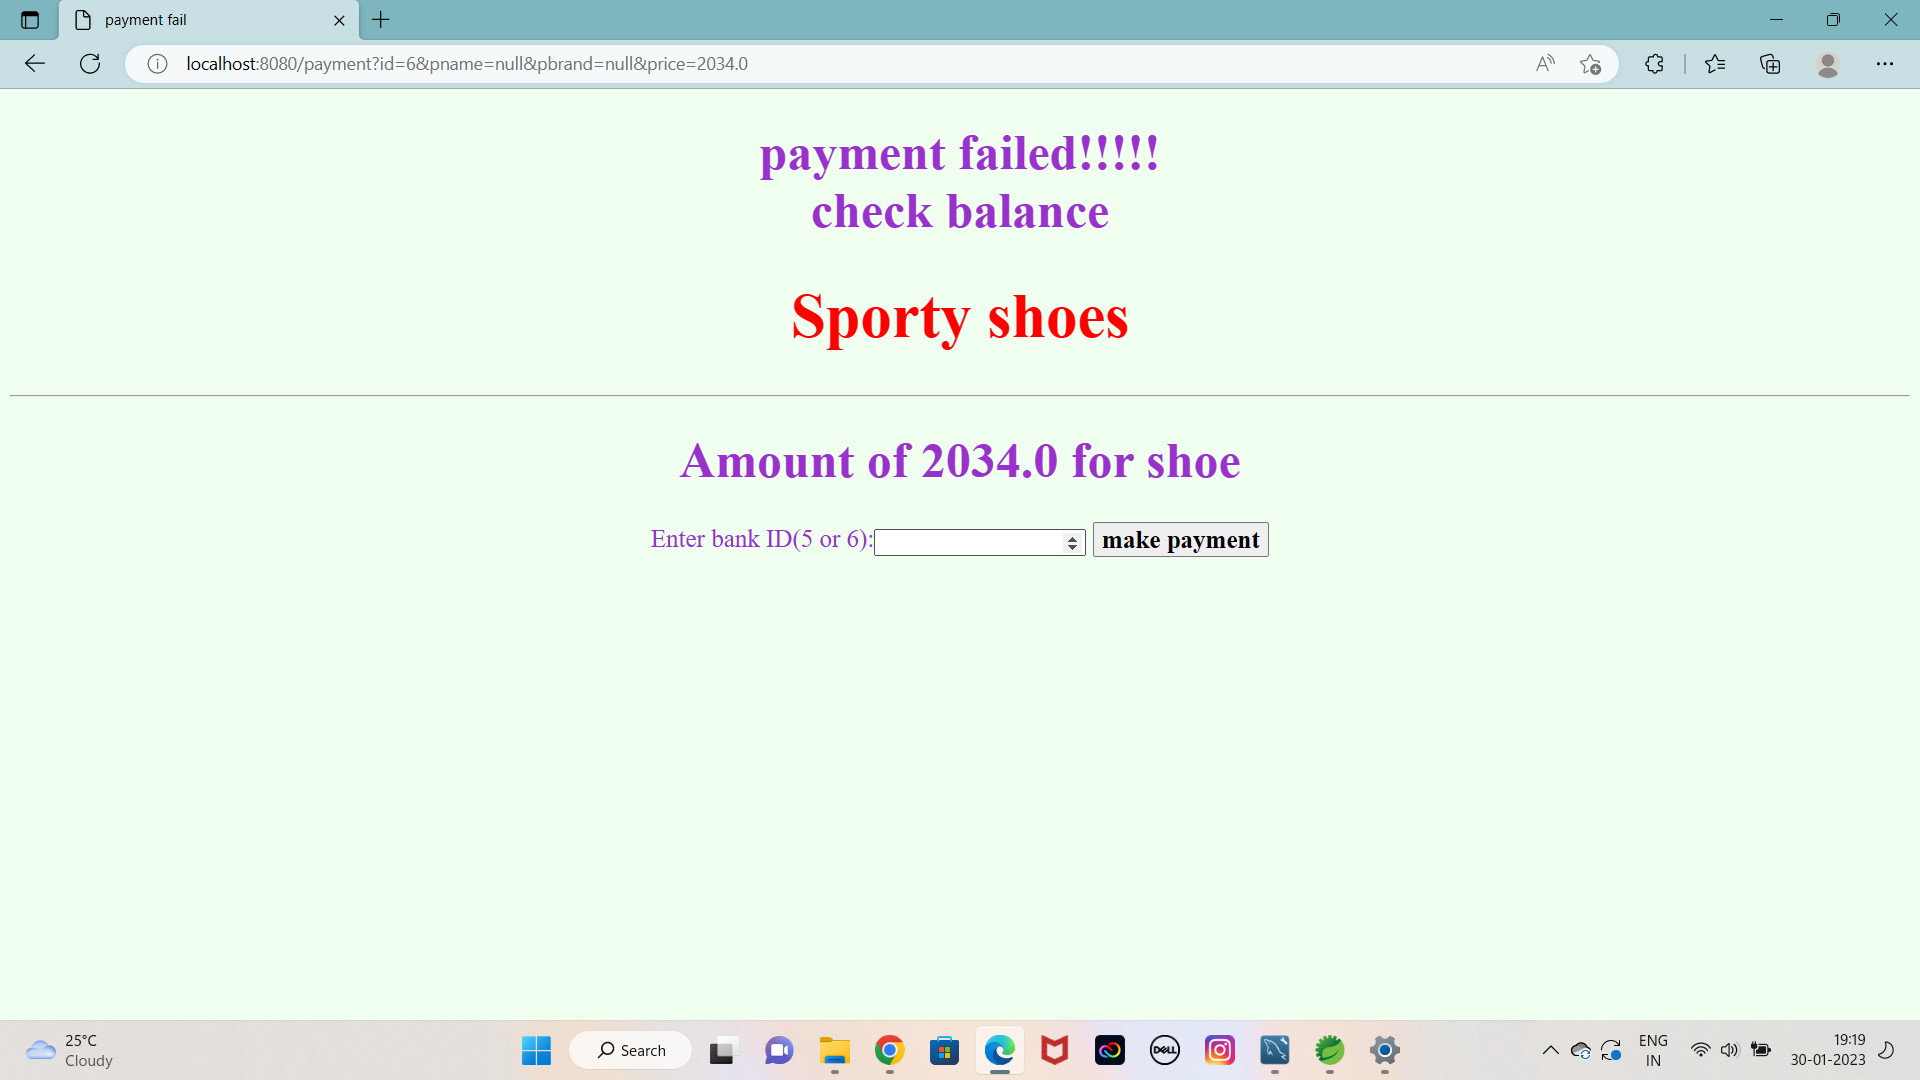 payment fail
localhost:8080/payment?id=6&pname=null&pbrand=null&price=2034.0
payment failed!!!!!
check balance
Sporty shoes
Amount of 2034.0 for shoe
Enter bank ID(5 or 6): make payment
25°C
Cloudy
Search
DELL
ENG
IN
19:19
30-01-2023